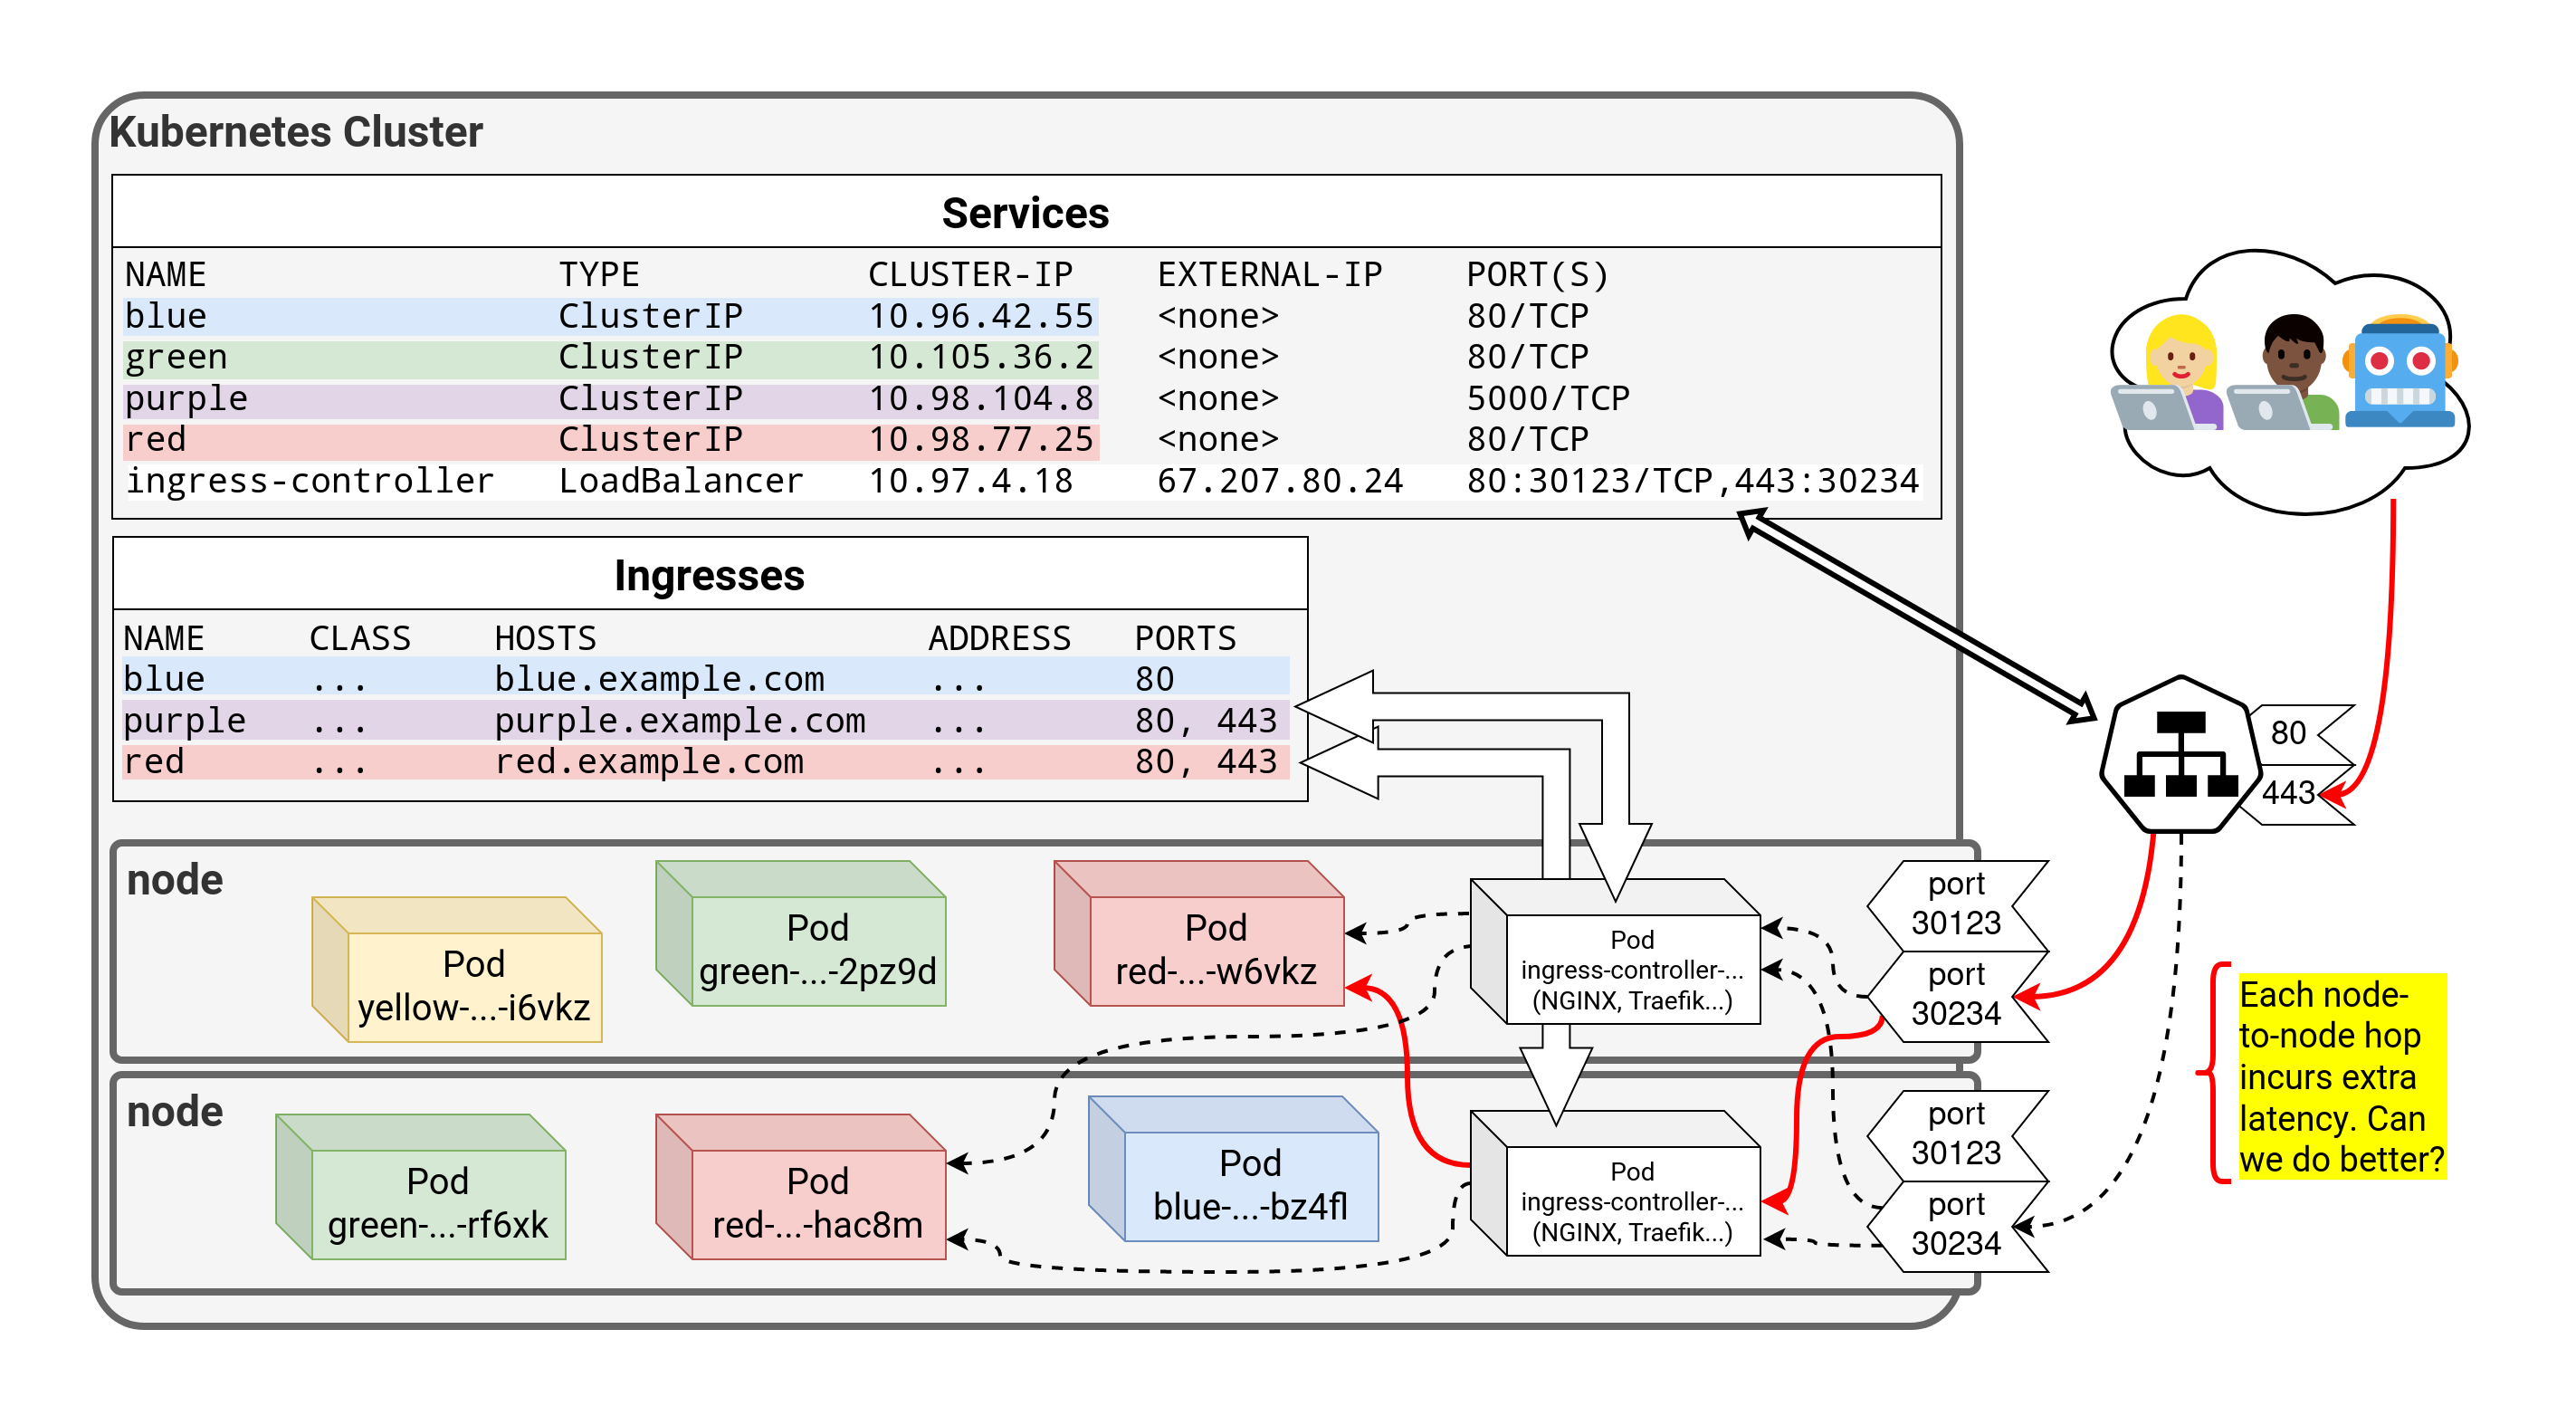 Kubernetes Cluster
Services
NAME TYPE CLUSTER-IP EXTERNAL-IP PORT(S)
blue ClusterIP 10.96.42.55 <none> 80/TCP
green ClusterIP 10.105.36.2 <none> 80/TCP
purple ClusterIP 10.98.104.8 <none> 5000/TCP
red ClusterIP 10.98.77.25 <none> 80/TCP
ingress-controller LoadBalancer 10.97.4.18 67.207.80.24 80:30123/TCP,443:30234
Ingresses
NAME CLASS HOSTS ADDRESS PORTS
blue ... blue.example.com ... 80
purple ... purple.example.com ... 80, 443
red ... red.example.com ... 80, 443
80
443
node
Pod
yellow-...-i6vkz
Pod
green-...-2pz9d
Pod
red-...-w6vkz
Pod
ingress-controller-...
(NGINX, Traefik...)
port
30123
port
30234
node
Pod
green-...-rf6xk
Pod
red-...-hac8m
Pod
blue-...-bz4fl
Pod
ingress-controller-...
(NGINX, Traefik...)
port
30123
port
30234
Each node-
to-node hop
incurs extra
latency. Can
we do better?